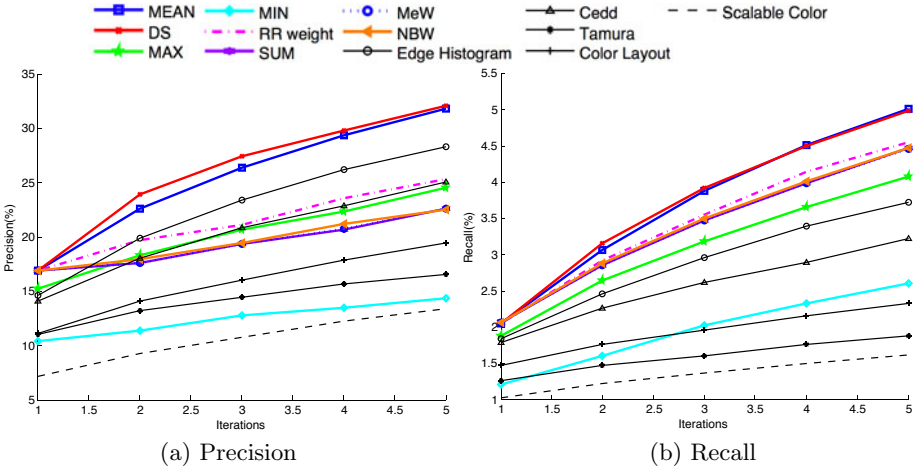 MEAN MIN MeW Cedd Scalable Color
DS RR weight NBW Tamura
MAX SUM Edge Histogram Color Layout
35
30
25
20
15
10
5
Precision(%)
1 1.5 2 2.5 3 3.5 4 4.5 5
Iterations
(a) Precision
5.5
5
4.5
4
3.5
3
2.5
2
1.5
1
Recall(%)
1 1.5 2 2.5 3 3.5 4 4.5 5
Iterations
(b) Recall